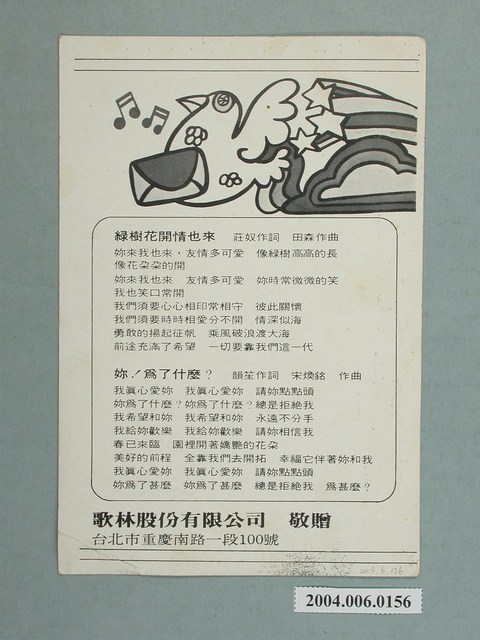 綠樹花開情也來　莊奴作詞　田森作曲
妳來我也來，友情多可愛　像綠樹高高的長
像花朶朶的開
妳來我也來　友情多可愛　妳時常微微的笑
我也笑口常開
我們須要心心相印常相守　彼此關懷
我們須要時時相愛分不開　情深似海
勇敢的揚起征帆　乘風破浪渡大海
前途充滿了希望　一切要靠我們這一代
妳！爲了什麼？　韻笙作詞　宋煥銘　作曲
我眞心愛妳　我眞心愛妳　請妳點點頭
妳爲了什麼？妳爲了什麼？總是拒絶我
我希望和妳　我希望和妳　永遠不分手
我給妳歡樂　我給妳歡樂　請妳相信我
春已來臨　園裡開著嬌艷的花朶
美好的前程　全靠我們去開拓　幸福它伴著妳和我
我眞心愛妳　我眞心愛妳　請妳點點頭
妳爲了甚麼　妳爲了甚麼　總是拒絶我　爲甚麼？
歌林股份有限公司　敬贈
台北市重慶南路一段100號
2004.006.0156